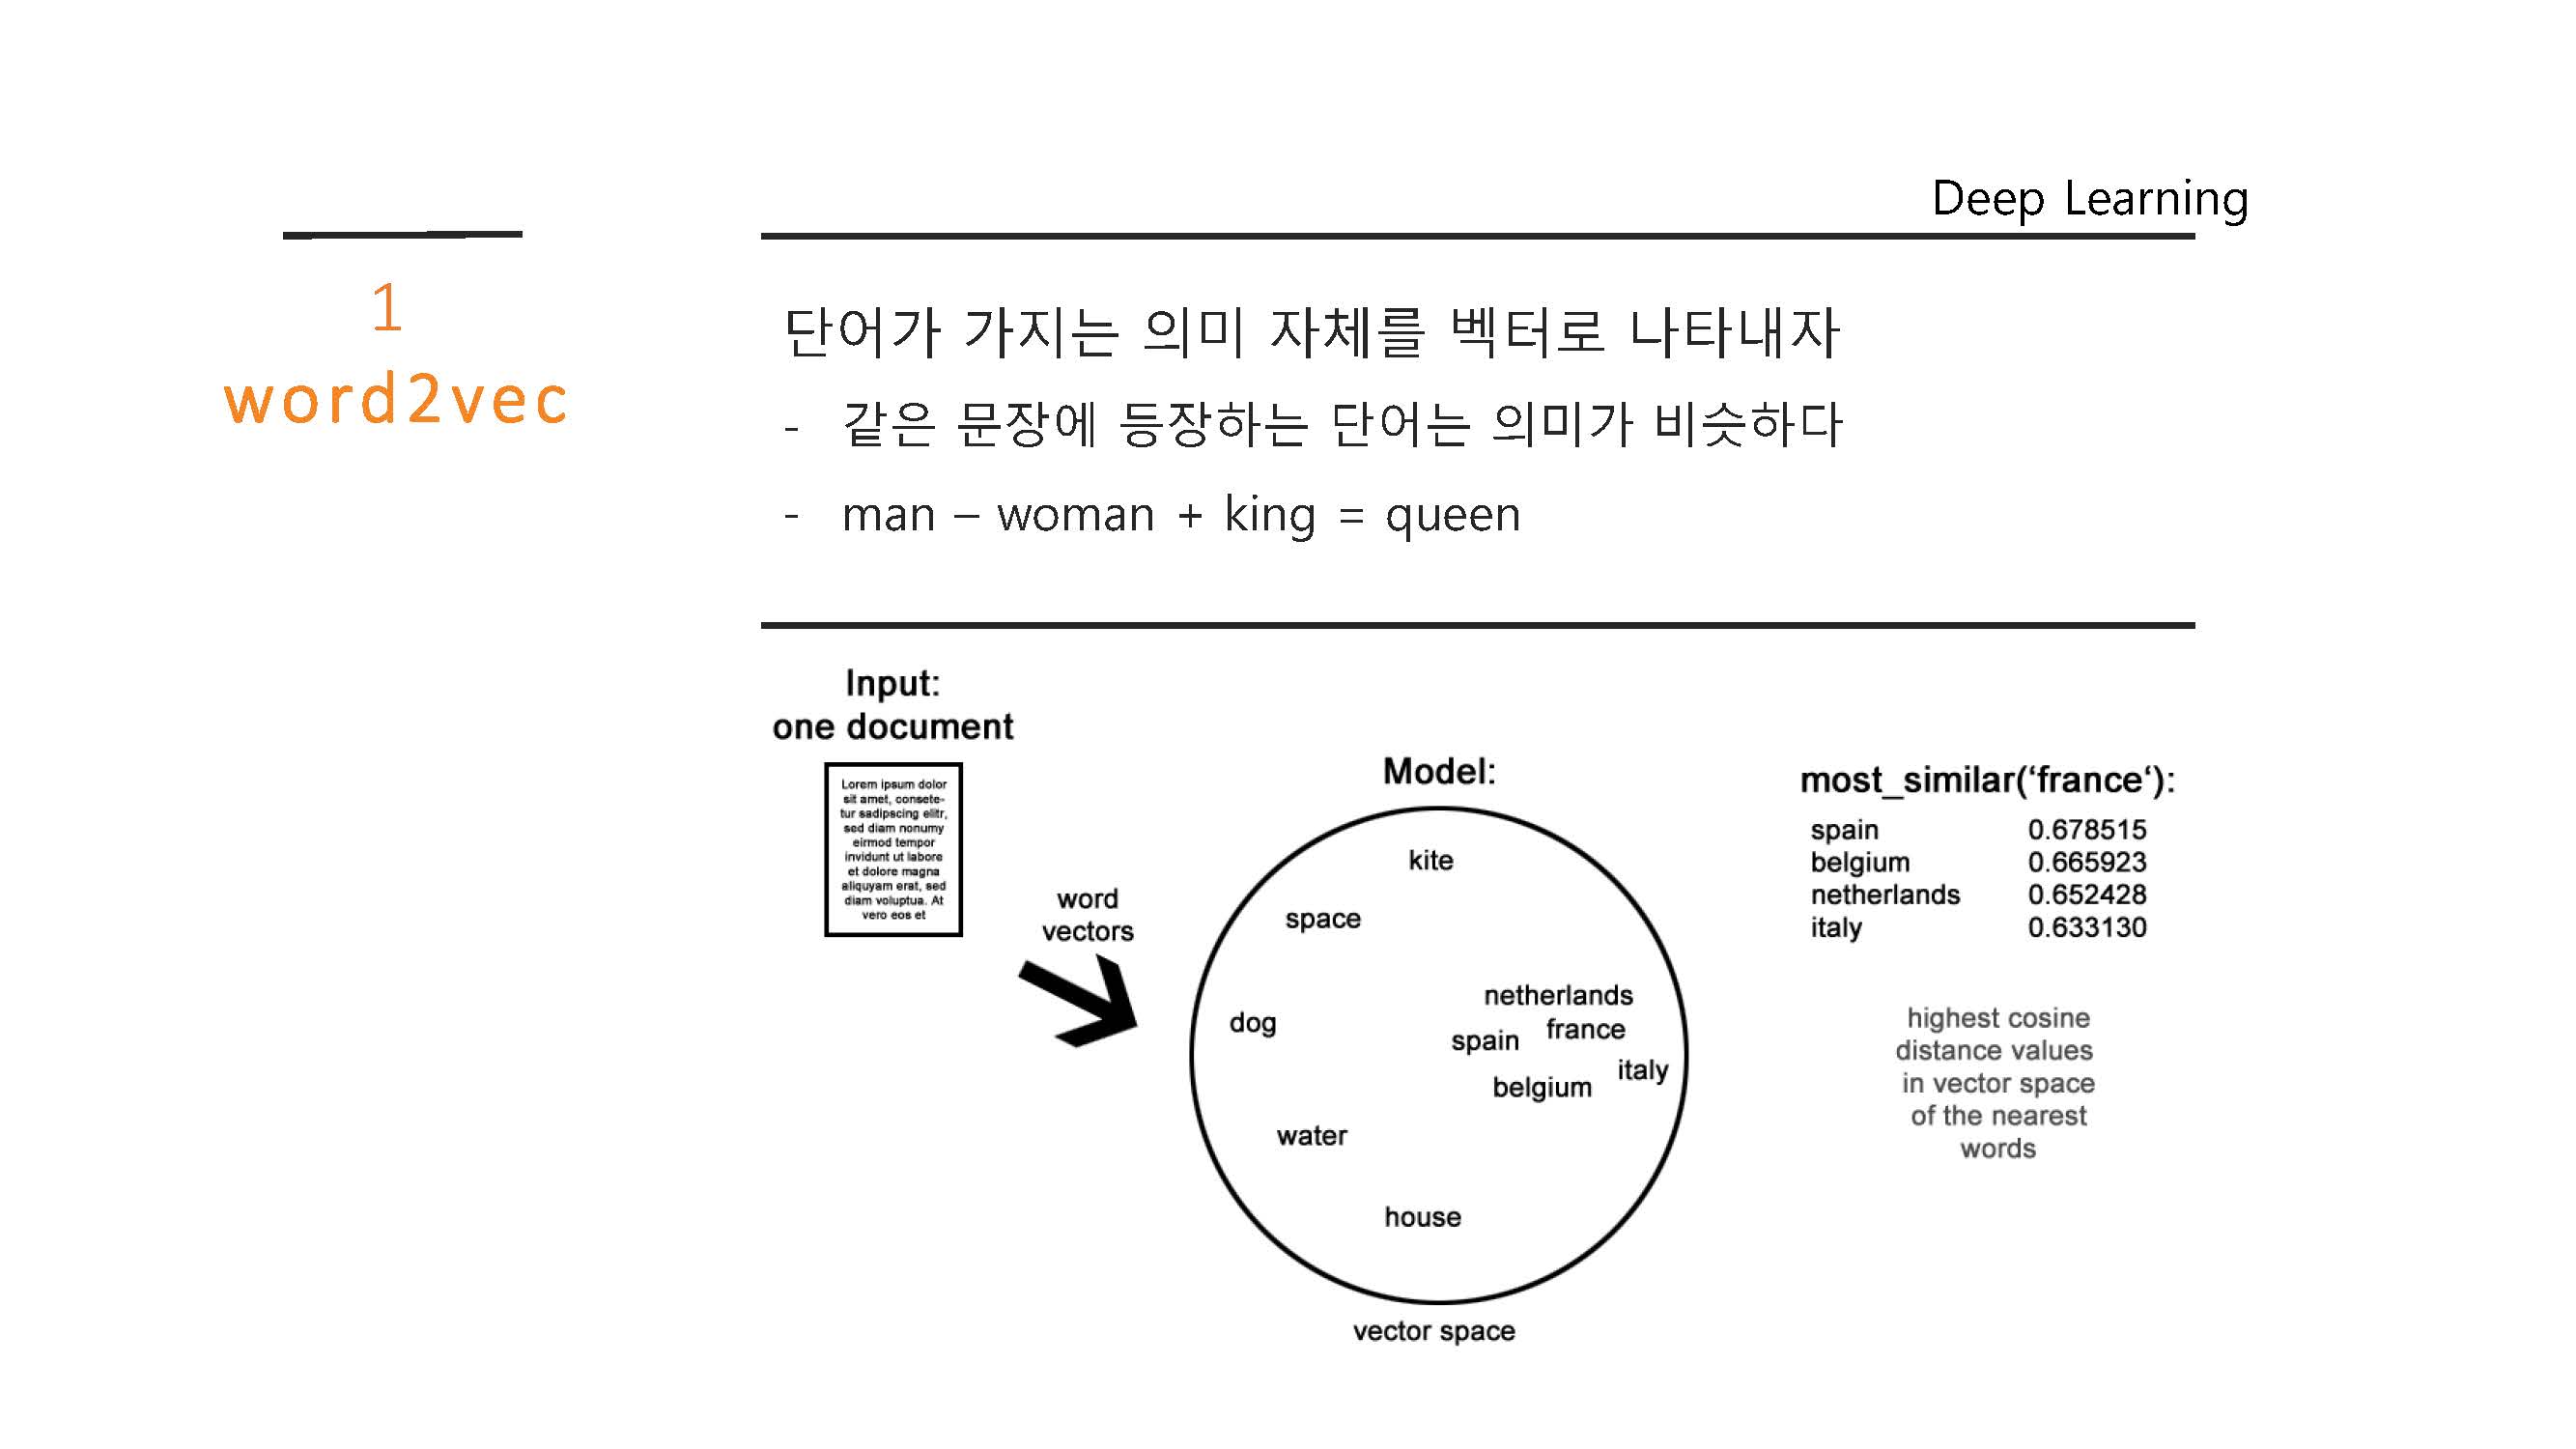 Deep Learning
1
word2vec
단어가 가지는 의미 자체를 벡터로 나타내자
- 같은 문장에 등장하는 단어는 의미가 비슷하다
- man – woman + king = queen
Input:
one document
Lorem ipsum dolor
sit amet, consete-
tur sadipscing elitr,
sed diam nonumy
eirmod tempor
invidunt ut labore
et dolore magna
aliquyam erat, sed
diam voluptua. At
vero eos et
word
vectors
Model:
kite
space
netherlands
dog
france
spain
italy
belgium
water
house
vector space
most_similar(‘france‘):
spain 0.678515
belgium 0.665923
netherlands 0.652428
italy 0.633130
highest cosine
distance values
in vector space
of the nearest
words